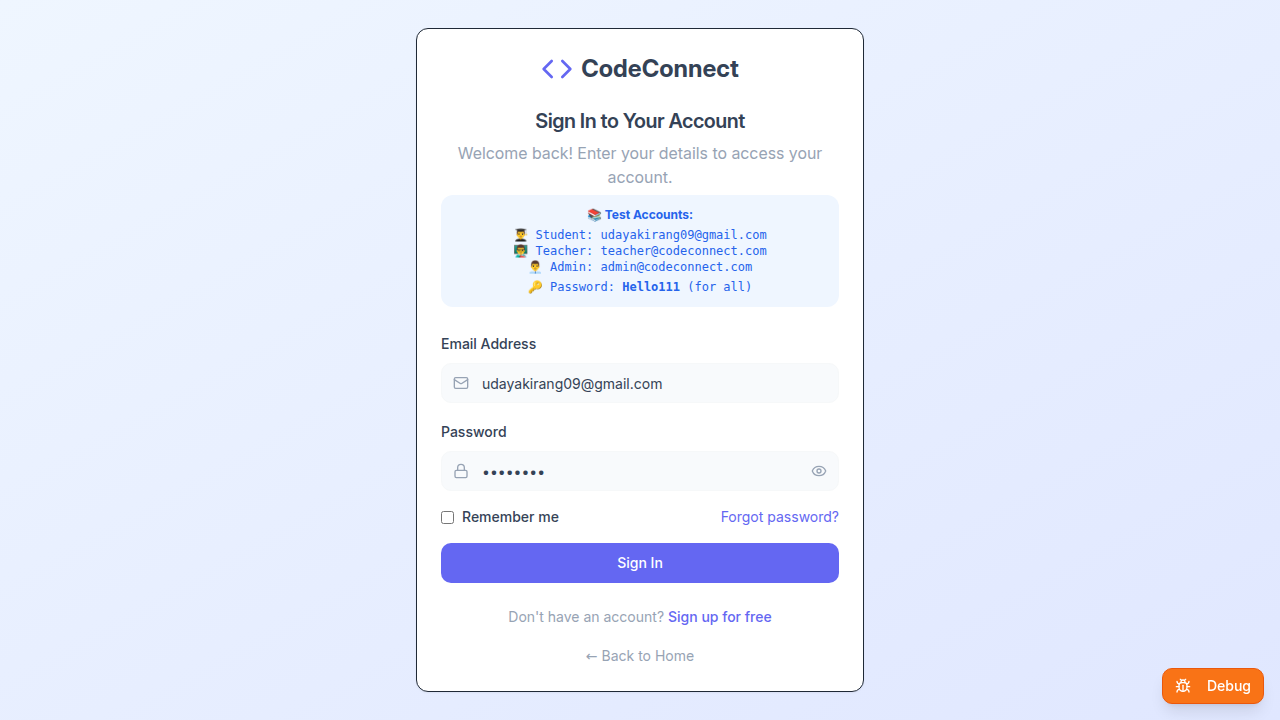 CodeConnect
Sign In to Your Account
Welcome back! Enter your details to access your
account.
📚 Test Accounts:
👨‍🎓 Student: udayakirang09@gmail.com
👨‍🏫 Teacher: teacher@codeconnect.com
👨‍💼 Admin: admin@codeconnect.com
🔑 Password: Hello111 (for all)
Email Address
udayakirang09@gmail.com
Password
••••••••
Remember me
Forgot password?
Sign In
Don't have an account? Sign up for free
← Back to Home
Debug